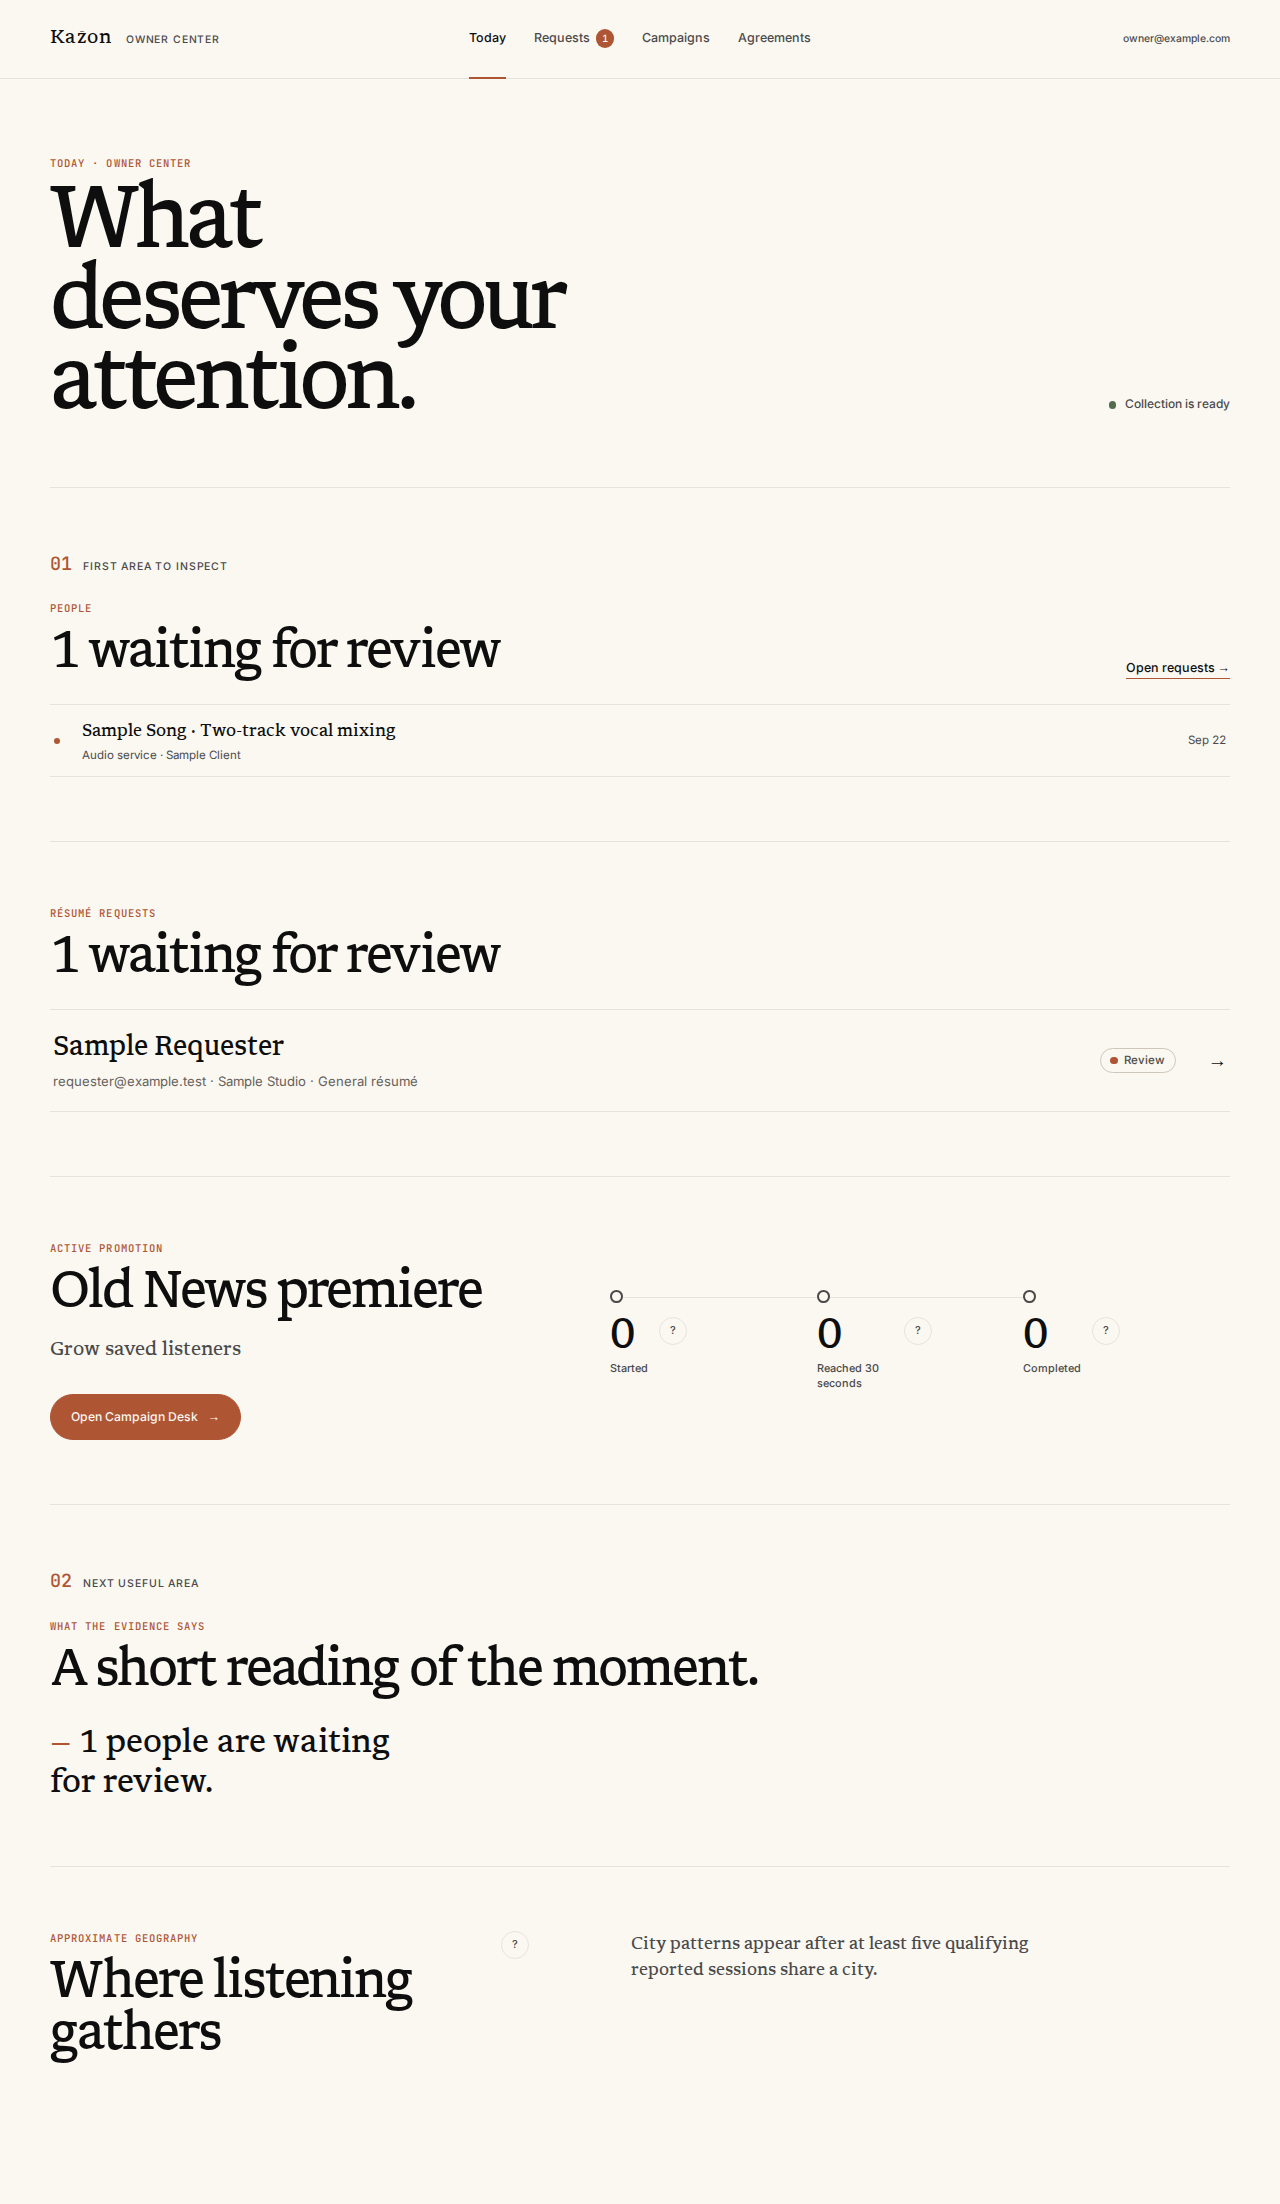 Kažon OWNER CENTER
Today Requests 1 Campaigns Agreements
owner@example.com
TODAY · OWNER CENTER
What
deserves your
attention.
Collection is ready
01 FIRST AREA TO INSPECT
PEOPLE
1 waiting for review
Open requests →
Sample Song · Two-track vocal mixing
Audio service · Sample Client
Sep 22
RÉSUMÉ REQUESTS
1 waiting for review
Sample Requester
requester@example.test · Sample Studio · General résumé
Review →
ACTIVE PROMOTION
Old News premiere
Grow saved listeners
Open Campaign Desk →
0 ?
Started
0 ?
Reached 30
seconds
0 ?
Completed
02 NEXT USEFUL AREA
WHAT THE EVIDENCE SAYS
A short reading of the moment.
— 1 people are waiting
for review.
APPROXIMATE GEOGRAPHY
Where listening
gathers
?
City patterns appear after at least five qualifying
reported sessions share a city.